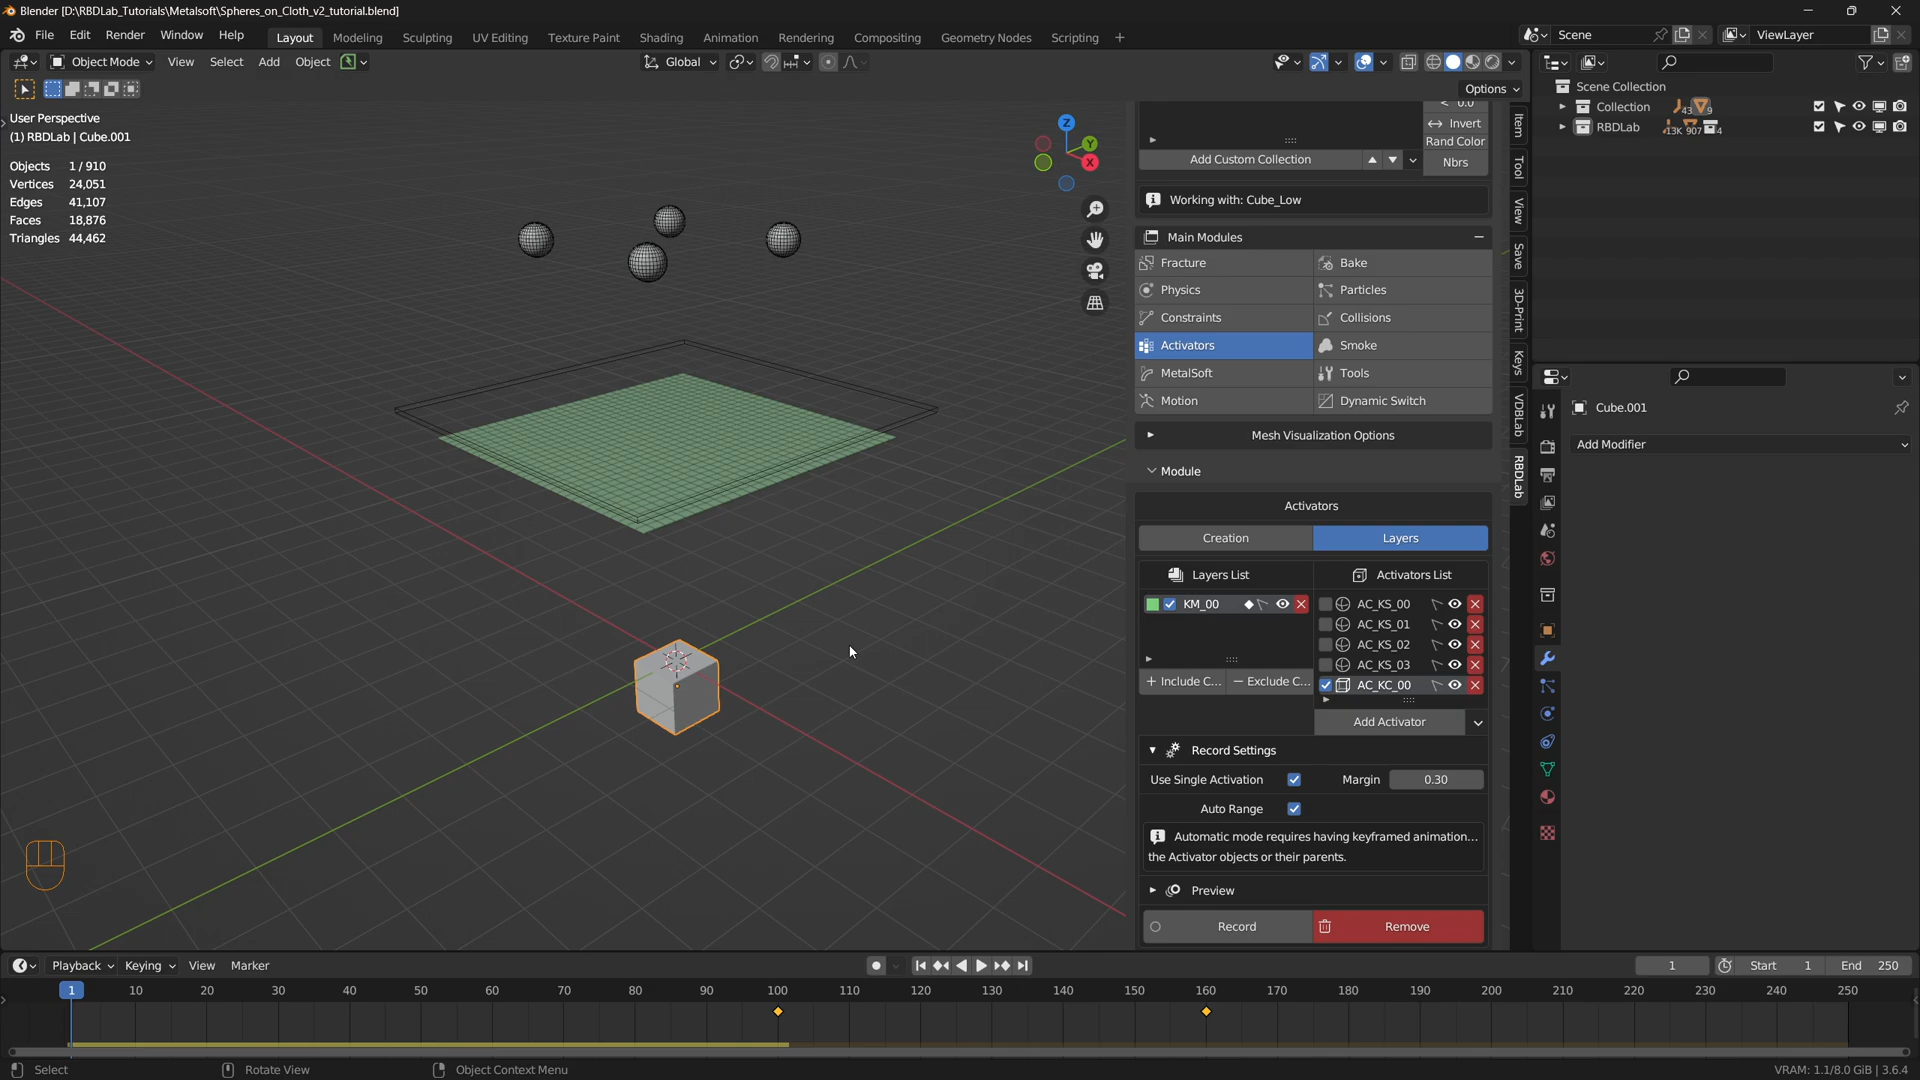 Blender [D:\RBDLab_Tutorials\Metalsoft\Spheres_on_Cloth_v2_tutorial.blend]
File Edit Render Window Help Layout Modeling Sculpting UV Editing Texture Paint Shading Animation Rendering Compositing Geometry Nodes Scripting + Scene ViewLayer
Object Mode View Select Add Object Global
Options
User Perspective
(1) RBDLab | Cube.001
Objects 1 / 910
Vertices 24,051
Edges 41,107
Faces 18,876
Triangles 44,462
Z
Y
X
< 0.0
Invert
Rand Color
Add Custom Collection Nbrs
Working with: Cube_Low
Main Modules
Fracture Bake
Physics Particles
Constraints Collisions
Activators Smoke
MetalSoft Tools
Motion Dynamic Switch
Mesh Visualization Options
Module
Activators
Creation Layers
Layers List Activators List
KM_00 AC_KS_00
AC_KS_01
AC_KS_02
AC_KS_03
+ Include C... − Exclude C... AC_KC_00
Add Activator
Record Settings
Use Single Activation Margin 0.30
Auto Range
Automatic mode requires having keyframed animation...
the Activator objects or their parents.
Preview
Record Remove
Item
Tool
View
Save
3D-Print
Keys
VDBLab
RBDLab
Scene Collection
Collection 43 9
RBDLab 13K 907 4
Cube.001
Add Modifier
Playback Keying View Marker 1 Start 1 End 250
1 10 20 30 40 50 60 70 80 90 100 110 120 130 140 150 160 170 180 190 200 210 220 230 240 250
Select Rotate View Object Context Menu VRAM: 1.1/8.0 GiB | 3.6.4